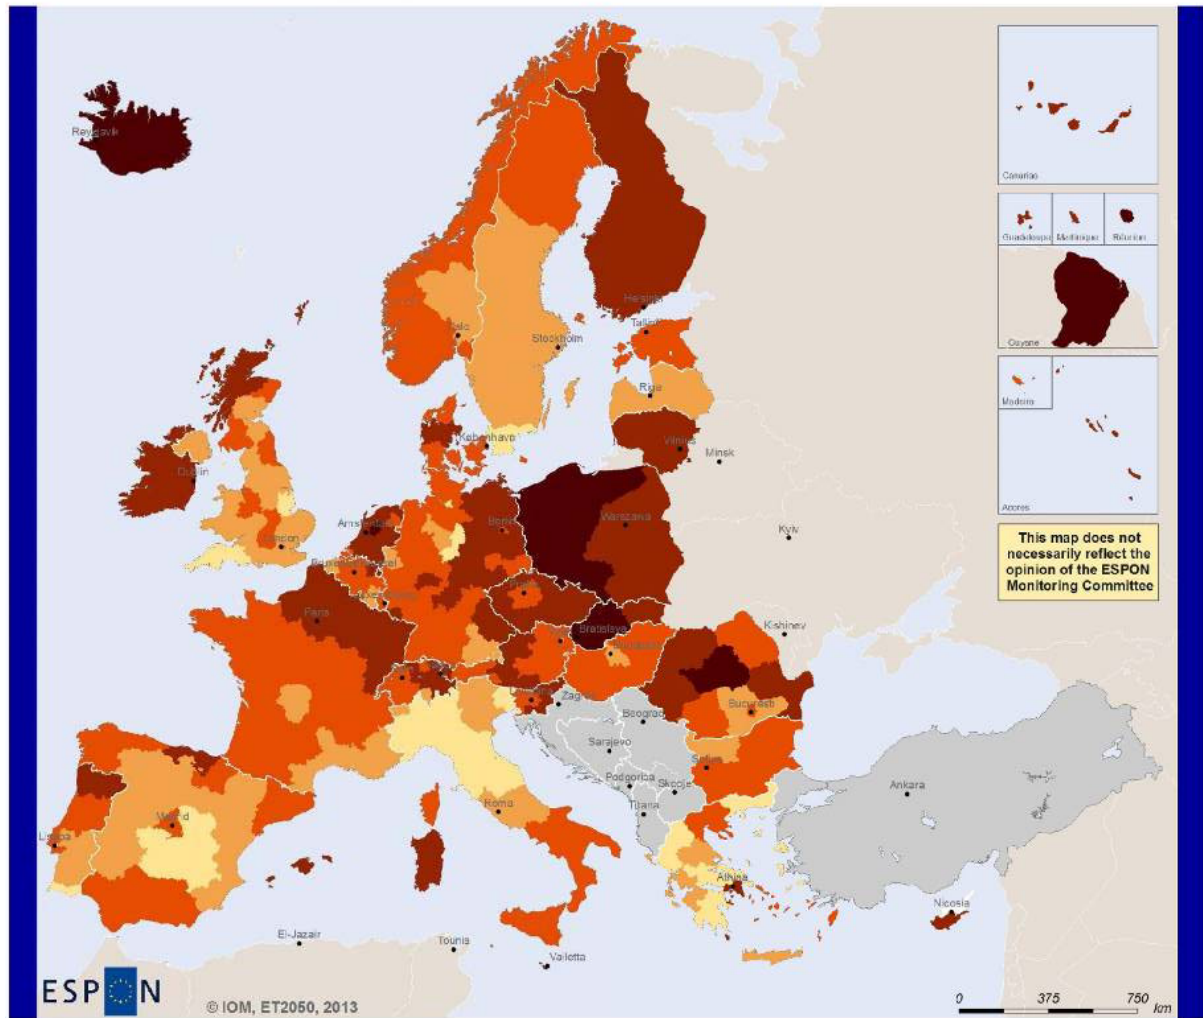 Reykjavik
Canarias
Guadeloupe
Martinique
Réunion
Guyane
Helsinki
Tallinn
Oslo
Stockholm
Riga
Madeira
København
Vilnius
Minsk
Dublin
Acores
Amsterdam
Berlin
Warszawa
London
Kyiv
This map does not
necessarily reflect the
opinion of the ESPON
Monitoring Committee
Paris
Bratislava
Kishinev
Budapest
Zagreb
Beograd
Bucuresti
Sarajevo
Sofiya
Podgorica
Skopje
Ankara
Roma
Tirana
Madrid
Lisboa
Athina
Nicosia
El-Jazair
Tounis
Valletta
ESPON
© IOM, ET2050, 2013
0 375 750
km